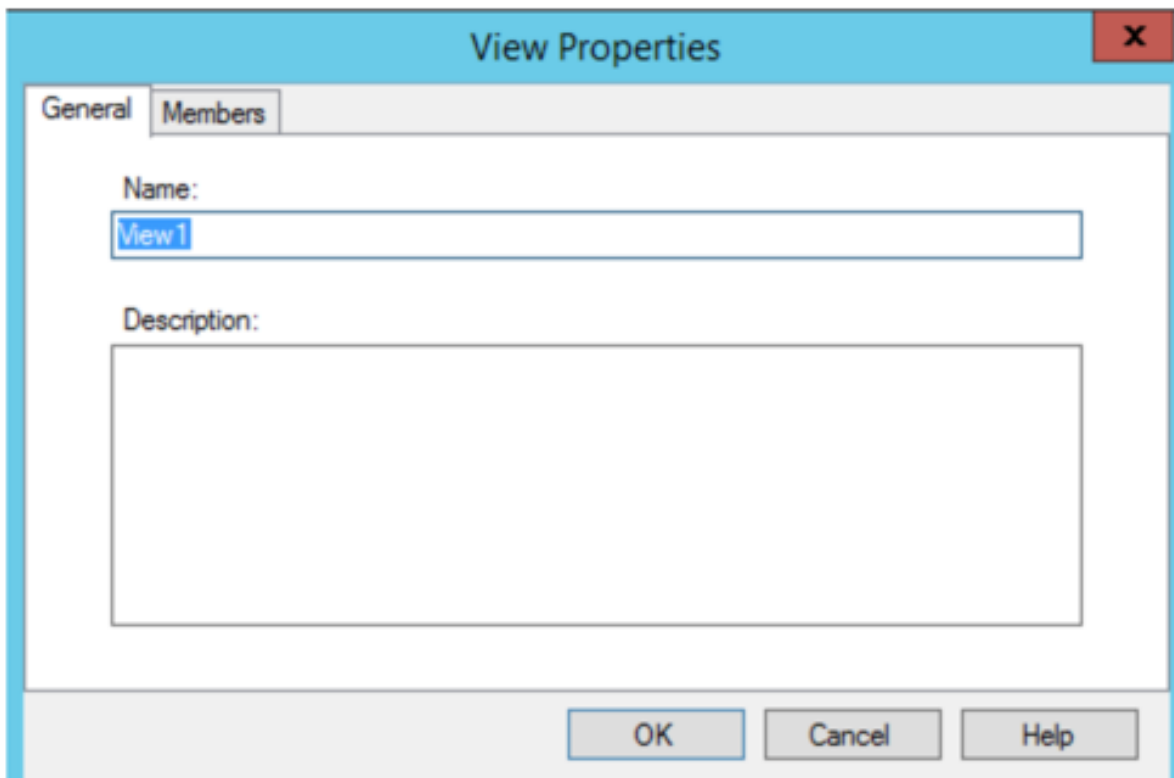 View Properties
x
General
Members
Name:
View1
Description:
OK
Cancel
Help